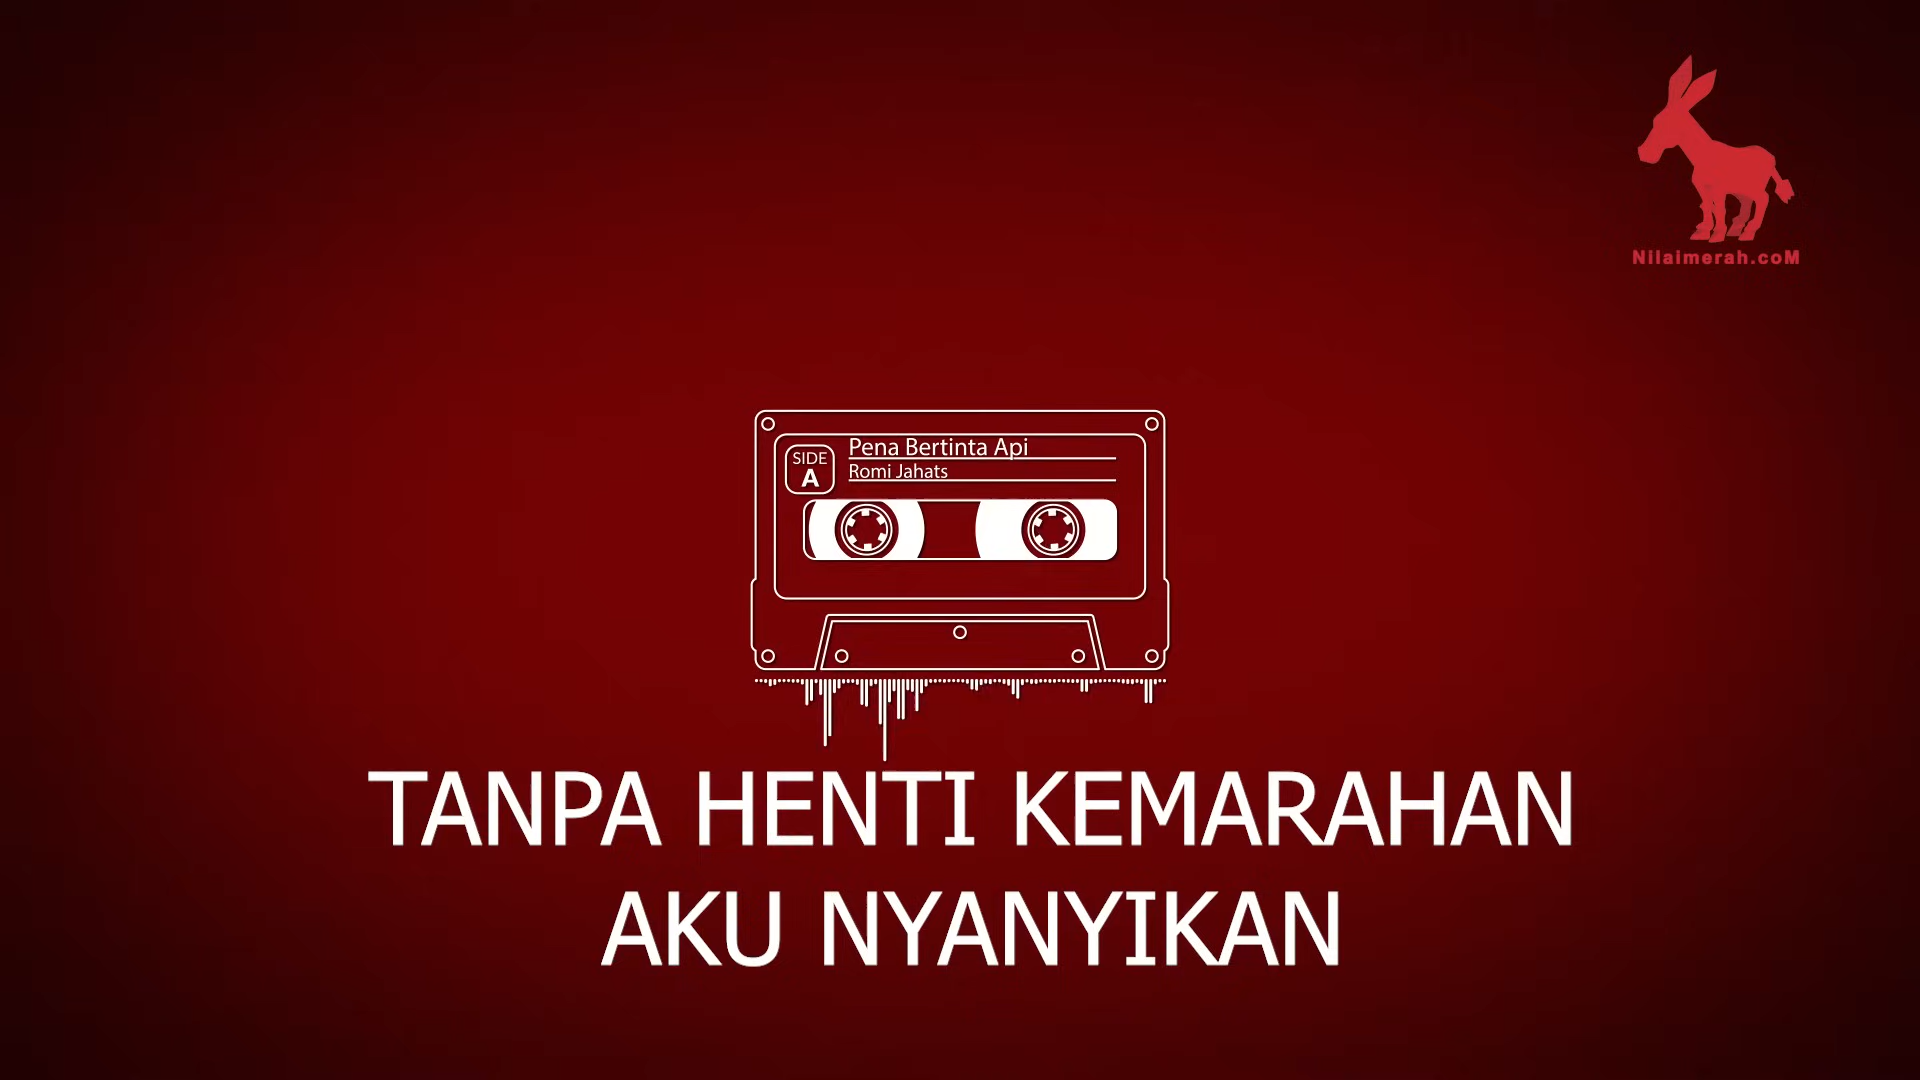 Nilaimerah.coM
Pena Bertinta Api
SIDE
A
Romi Jahats
TANPA HENTI KEMARAHAN
AKU NYANYIKAN